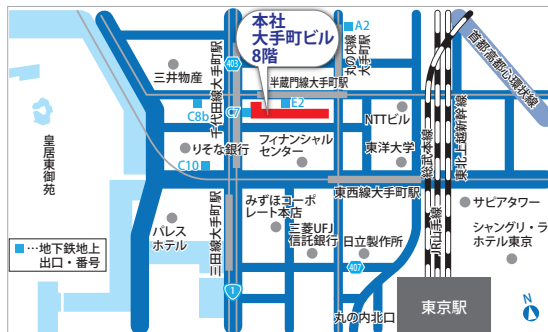 本社
大手町ビル
8階
A2
丸の内線
大手町駅
403
三井物産
半蔵門線大手町駅
首都高都心環状線
千代田線大手町駅
C8b
C7
E2
NTTビル
総武本線
東北上越新幹線
りそな銀行
フィナンシャル
センター
東洋大学
皇居東御苑
C10
東西線大手町駅
みずほコーポ
レート本店
サピアタワー
パレス
ホテル
三田線大手町駅
三菱UFJ
信託銀行
日立製作所
JR山手線
シャングリ・ラ
ホテル東京
…地下鉄地上
出口・番号
407
1
丸の内北口
東京駅
N